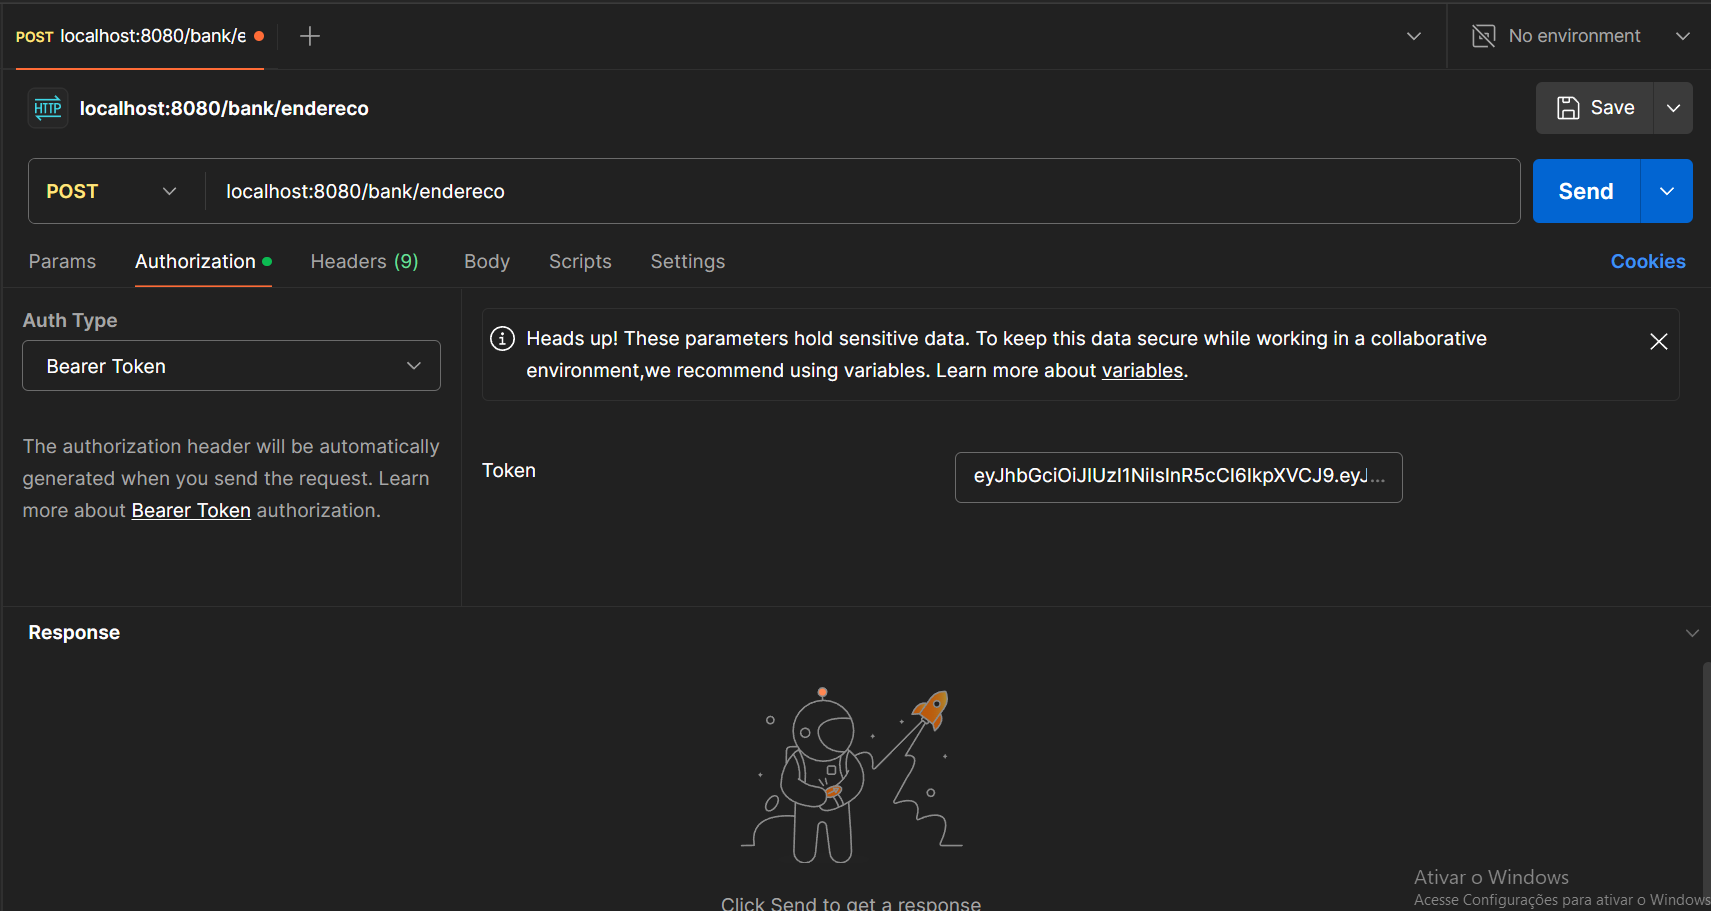 POST localhost:8080/bank/e
No environment
HTTP localhost:8080/bank/endereco
Save
POST localhost:8080/bank/endereco
Send
Params Authorization Headers (9) Body Scripts Settings
Cookies
Auth Type
Bearer Token
The authorization header will be automatically
generated when you send the request. Learn
more about Bearer Token authorization.
Heads up! These parameters hold sensitive data. To keep this data secure while working in a collaborative
environment,we recommend using variables. Learn more about variables.
Token
eyJhbGciOiJIUzI1NiIsInR5cCI6IkpXVCJ9.eyJ...
Response
Click Send to get a response
Ativar o Windows
Acesse Configurações para ativar o Windows